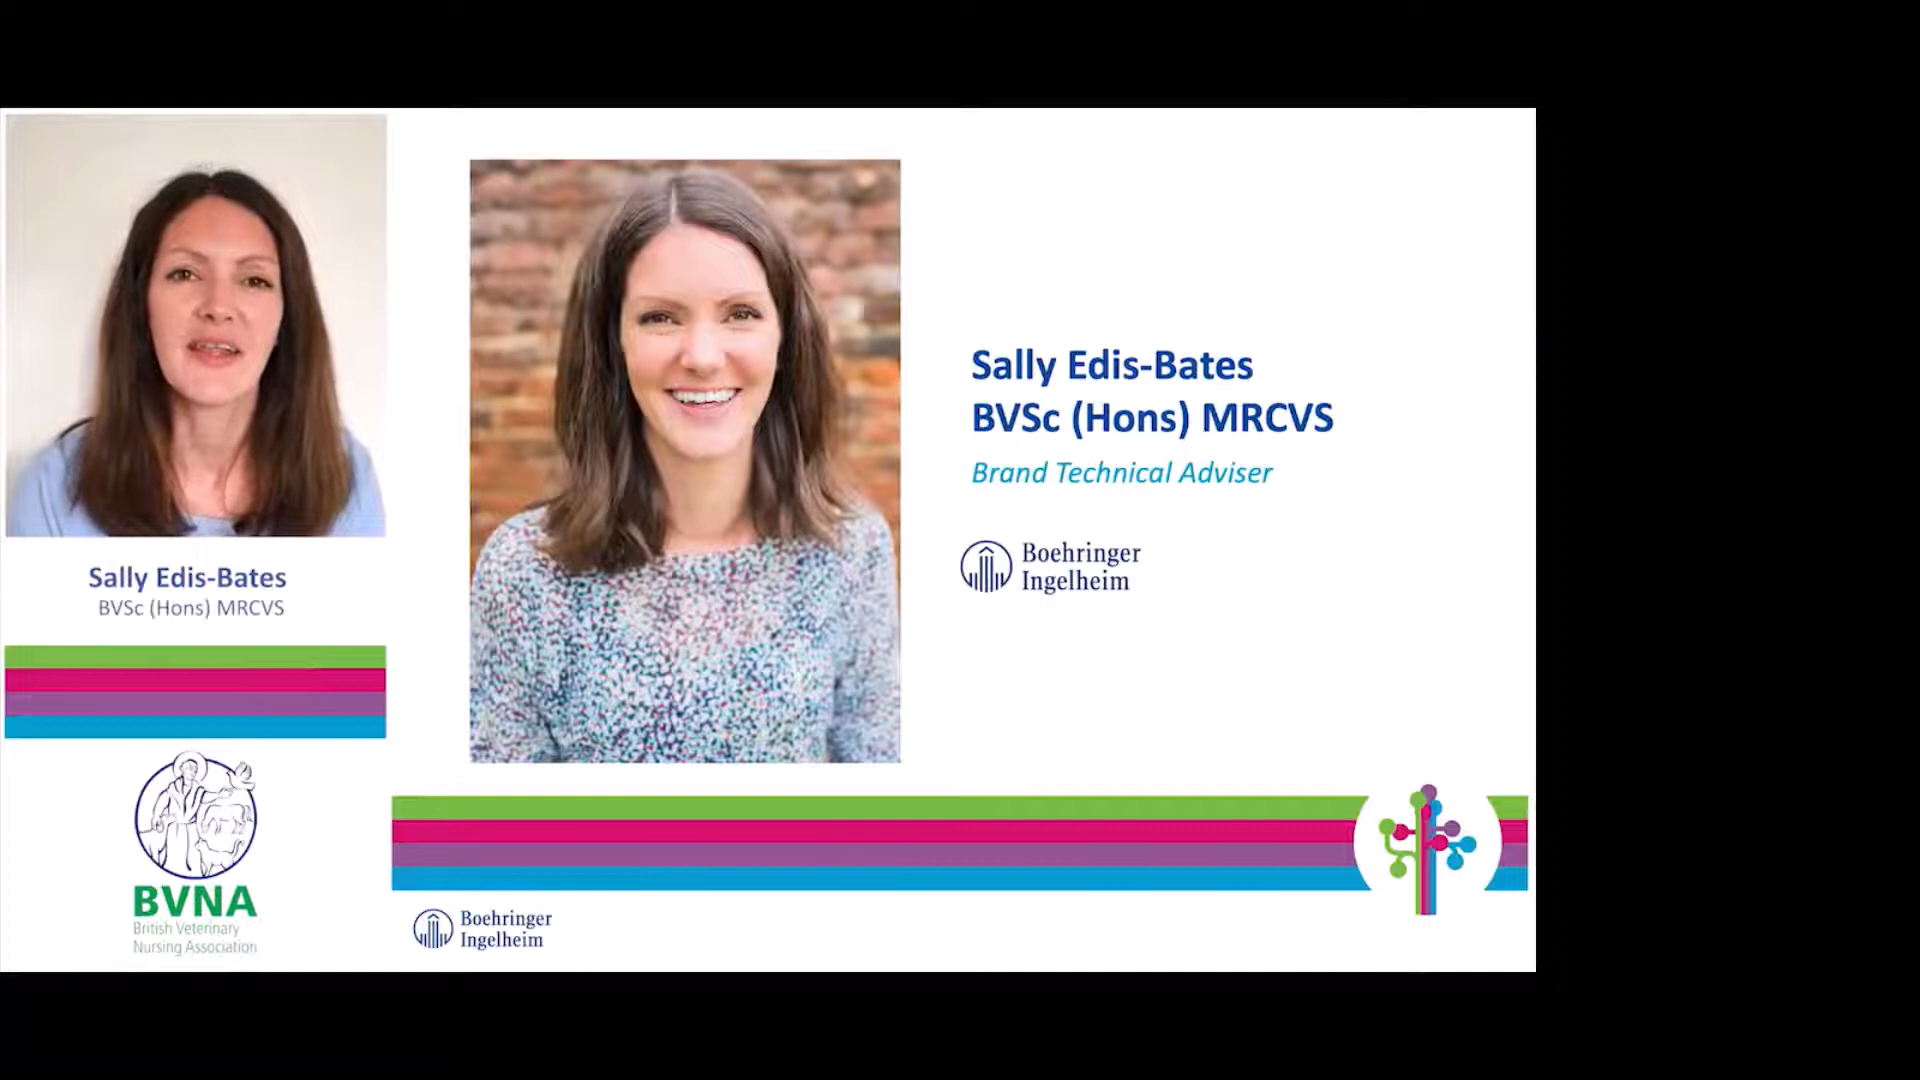 Sally Edis-Bates
BVSc (Hons) MRCVS
BVNA
British Veterinary
Nursing Association
Sally Edis-Bates
BVSc (Hons) MRCVS
Brand Technical Adviser
Boehringer
Ingelheim
Boehringer
Ingelheim